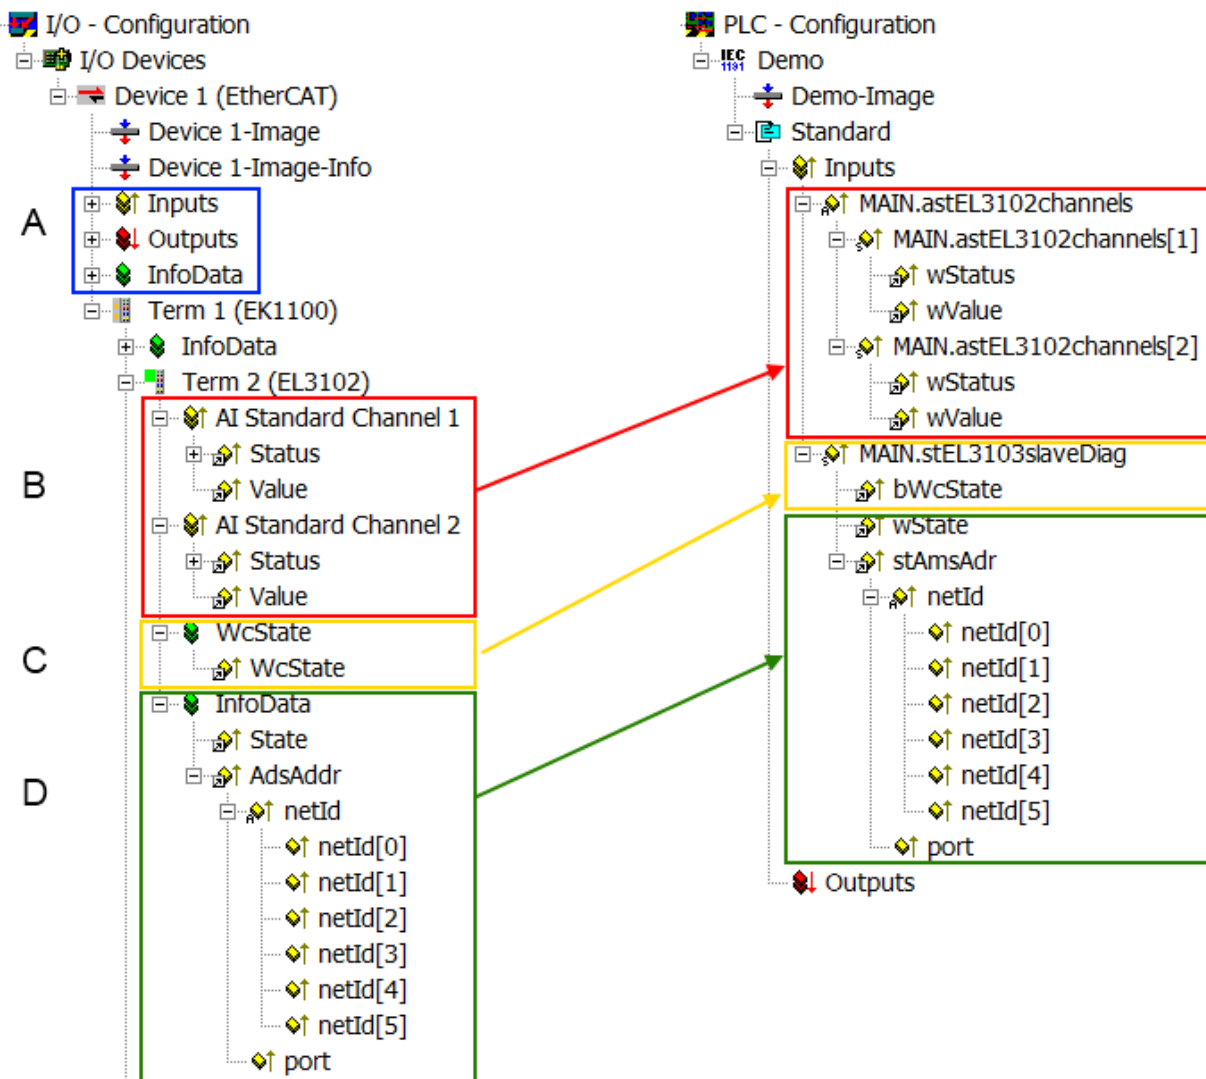 I/O - Configuration
I/O Devices
Device 1 (EtherCAT)
Device 1-Image
Device 1-Image-Info
A
Inputs
Outputs
InfoData
Term 1 (EK1100)
InfoData
Term 2 (EL3102)
B
AI Standard Channel 1
Status
Value
AI Standard Channel 2
Status
Value
C
WcState
WcState
D
InfoData
State
AdsAddr
netId
netId[0]
netId[1]
netId[2]
netId[3]
netId[4]
netId[5]
port
PLC - Configuration
IEC
1131
Demo
Demo-Image
Standard
Inputs
MAIN.astEL3102channels
MAIN.astEL3102channels[1]
wStatus
wValue
MAIN.astEL3102channels[2]
wStatus
wValue
MAIN.stEL3103slaveDiag
bWcState
wState
stAmsAdr
netId
netId[0]
netId[1]
netId[2]
netId[3]
netId[4]
netId[5]
port
Outputs